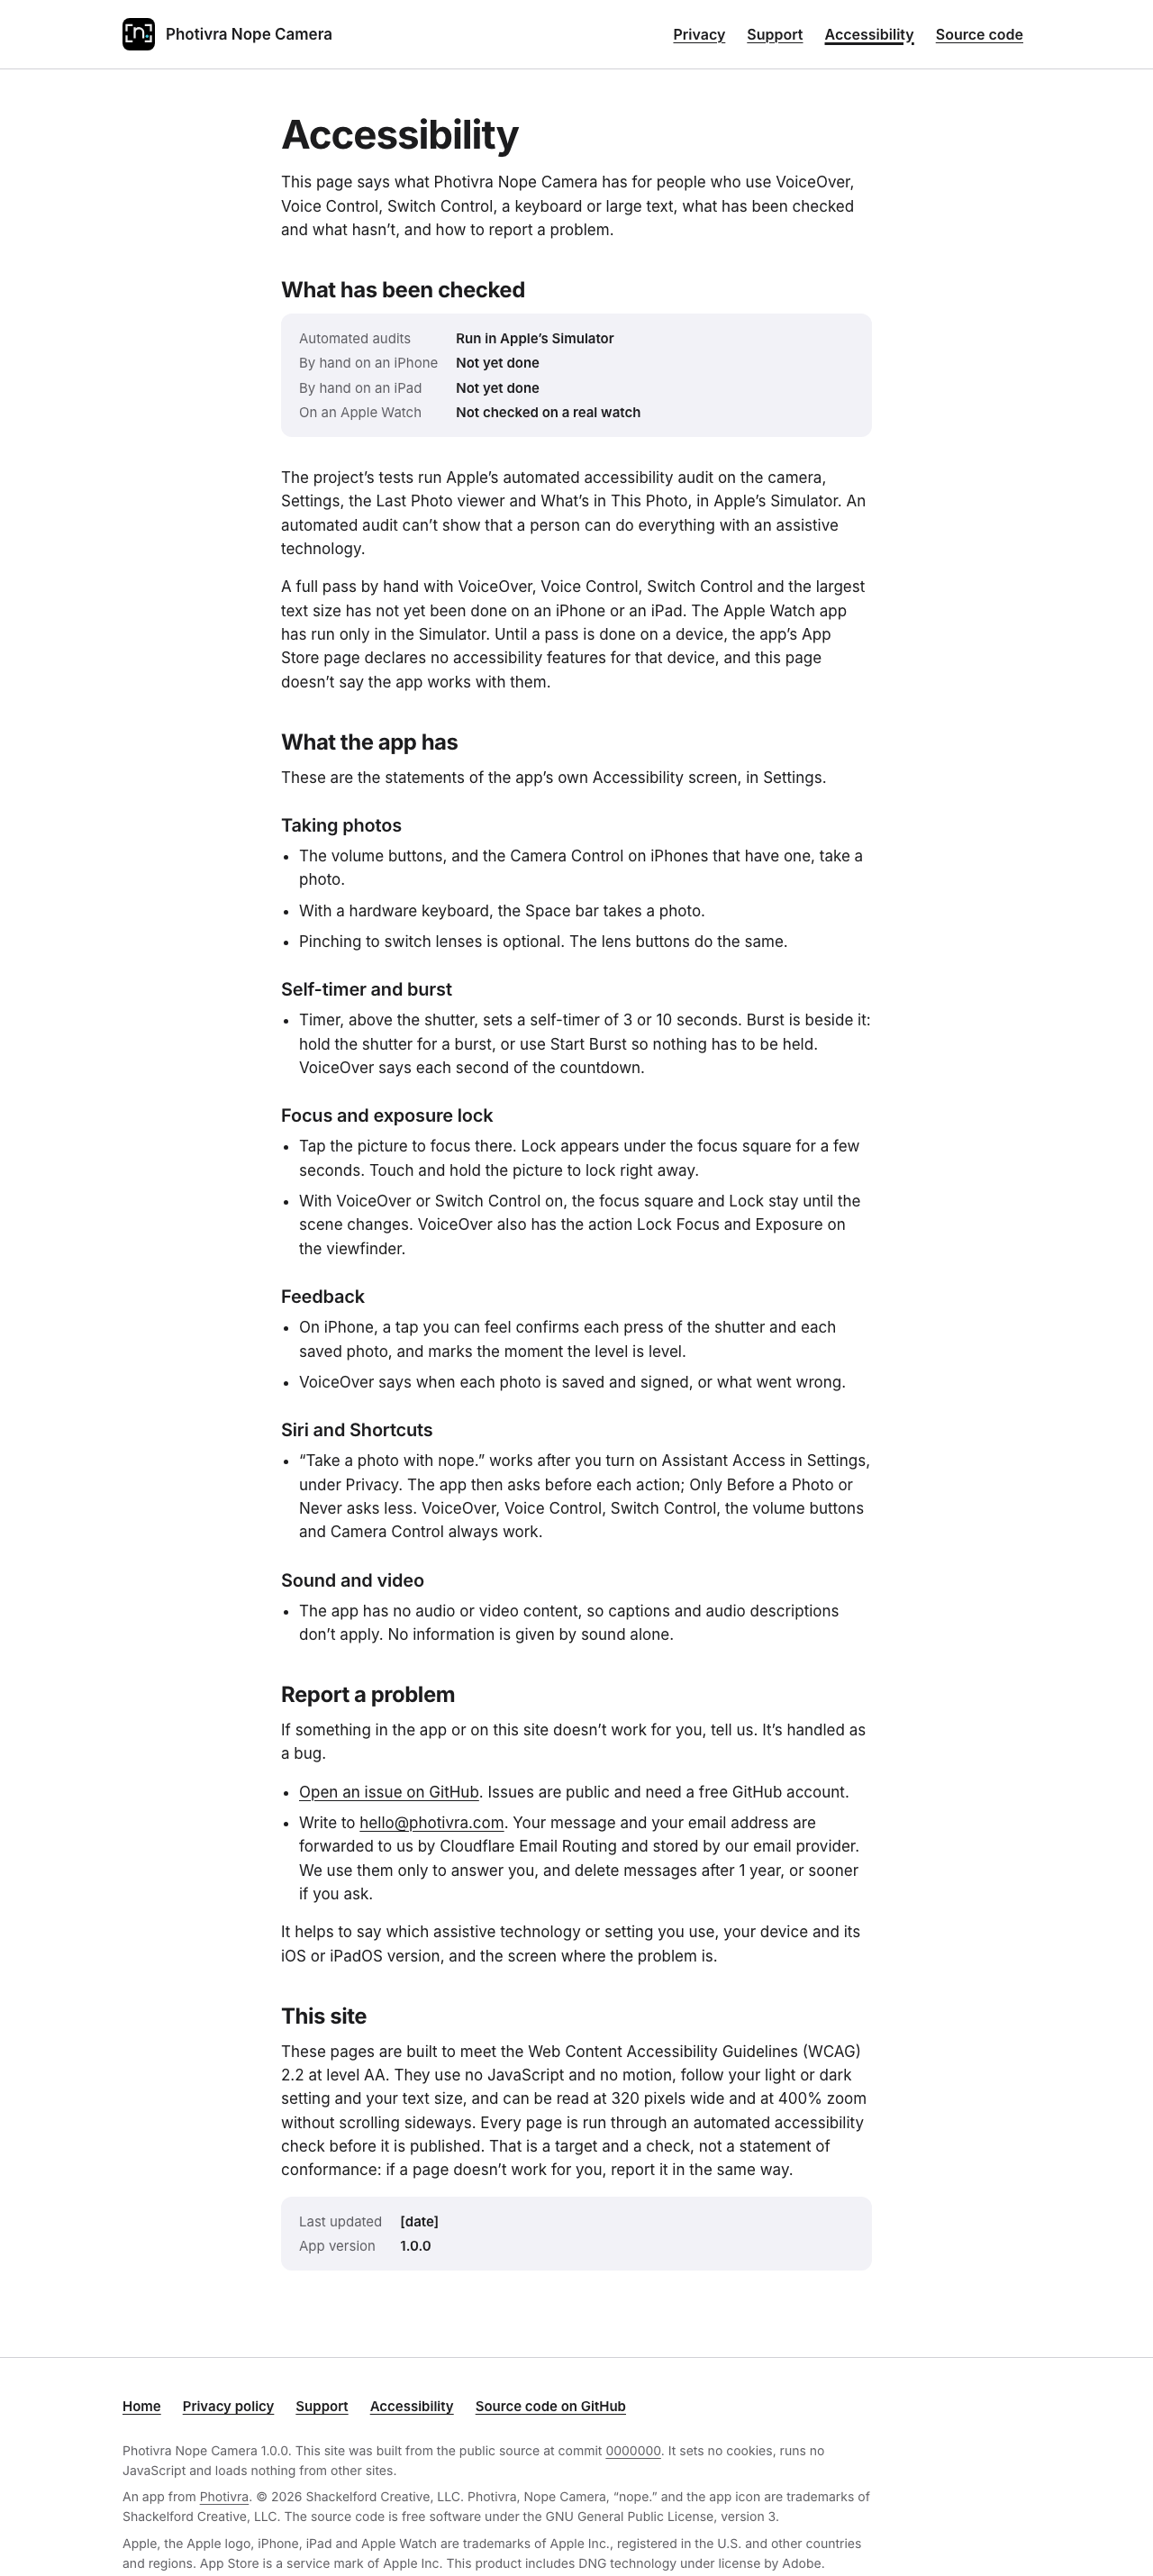 [n]
Photivra Nope Camera
Privacy Support Accessibility Source code
Accessibility
This page says what Photivra Nope Camera has for people who use VoiceOver,
Voice Control, Switch Control, a keyboard or large text, what has been checked
and what hasn’t, and how to report a problem.
What has been checked
Automated audits Run in Apple’s Simulator
By hand on an iPhone Not yet done
By hand on an iPad Not yet done
On an Apple Watch Not checked on a real watch
The project’s tests run Apple’s automated accessibility audit on the camera,
Settings, the Last Photo viewer and What’s in This Photo, in Apple’s Simulator. An
automated audit can’t show that a person can do everything with an assistive
technology.
A full pass by hand with VoiceOver, Voice Control, Switch Control and the largest
text size has not yet been done on an iPhone or an iPad. The Apple Watch app
has run only in the Simulator. Until a pass is done on a device, the app’s App
Store page declares no accessibility features for that device, and this page
doesn’t say the app works with them.
What the app has
These are the statements of the app’s own Accessibility screen, in Settings.
Taking photos
• The volume buttons, and the Camera Control on iPhones that have one, take a
photo.
• With a hardware keyboard, the Space bar takes a photo.
• Pinching to switch lenses is optional. The lens buttons do the same.
Self-timer and burst
• Timer, above the shutter, sets a self-timer of 3 or 10 seconds. Burst is beside it:
hold the shutter for a burst, or use Start Burst so nothing has to be held.
VoiceOver says each second of the countdown.
Focus and exposure lock
• Tap the picture to focus there. Lock appears under the focus square for a few
seconds. Touch and hold the picture to lock right away.
• With VoiceOver or Switch Control on, the focus square and Lock stay until the
scene changes. VoiceOver also has the action Lock Focus and Exposure on
the viewfinder.
Feedback
• On iPhone, a tap you can feel confirms each press of the shutter and each
saved photo, and marks the moment the level is level.
• VoiceOver says when each photo is saved and signed, or what went wrong.
Siri and Shortcuts
• “Take a photo with nope.” works after you turn on Assistant Access in Settings,
under Privacy. The app then asks before each action; Only Before a Photo or
Never asks less. VoiceOver, Voice Control, Switch Control, the volume buttons
and Camera Control always work.
Sound and video
• The app has no audio or video content, so captions and audio descriptions
don’t apply. No information is given by sound alone.
Report a problem
If something in the app or on this site doesn’t work for you, tell us. It’s handled as
a bug.
• Open an issue on GitHub. Issues are public and need a free GitHub account.
• Write to hello@photivra.com. Your message and your email address are
forwarded to us by Cloudflare Email Routing and stored by our email provider.
We use them only to answer you, and delete messages after 1 year, or sooner
if you ask.
It helps to say which assistive technology or setting you use, your device and its
iOS or iPadOS version, and the screen where the problem is.
This site
These pages are built to meet the Web Content Accessibility Guidelines (WCAG)
2.2 at level AA. They use no JavaScript and no motion, follow your light or dark
setting and your text size, and can be read at 320 pixels wide and at 400% zoom
without scrolling sideways. Every page is run through an automated accessibility
check before it is published. That is a target and a check, not a statement of
conformance: if a page doesn’t work for you, report it in the same way.
Last updated [date]
App version 1.0.0
Home Privacy policy Support Accessibility Source code on GitHub
Photivra Nope Camera 1.0.0. This site was built from the public source at commit 0000000. It sets no cookies, runs no
JavaScript and loads nothing from other sites.
An app from Photivra. © 2026 Shackelford Creative, LLC. Photivra, Nope Camera, “nope.” and the app icon are trademarks of
Shackelford Creative, LLC. The source code is free software under the GNU General Public License, version 3.
Apple, the Apple logo, iPhone, iPad and Apple Watch are trademarks of Apple Inc., registered in the U.S. and other countries
and regions. App Store is a service mark of Apple Inc. This product includes DNG technology under license by Adobe.